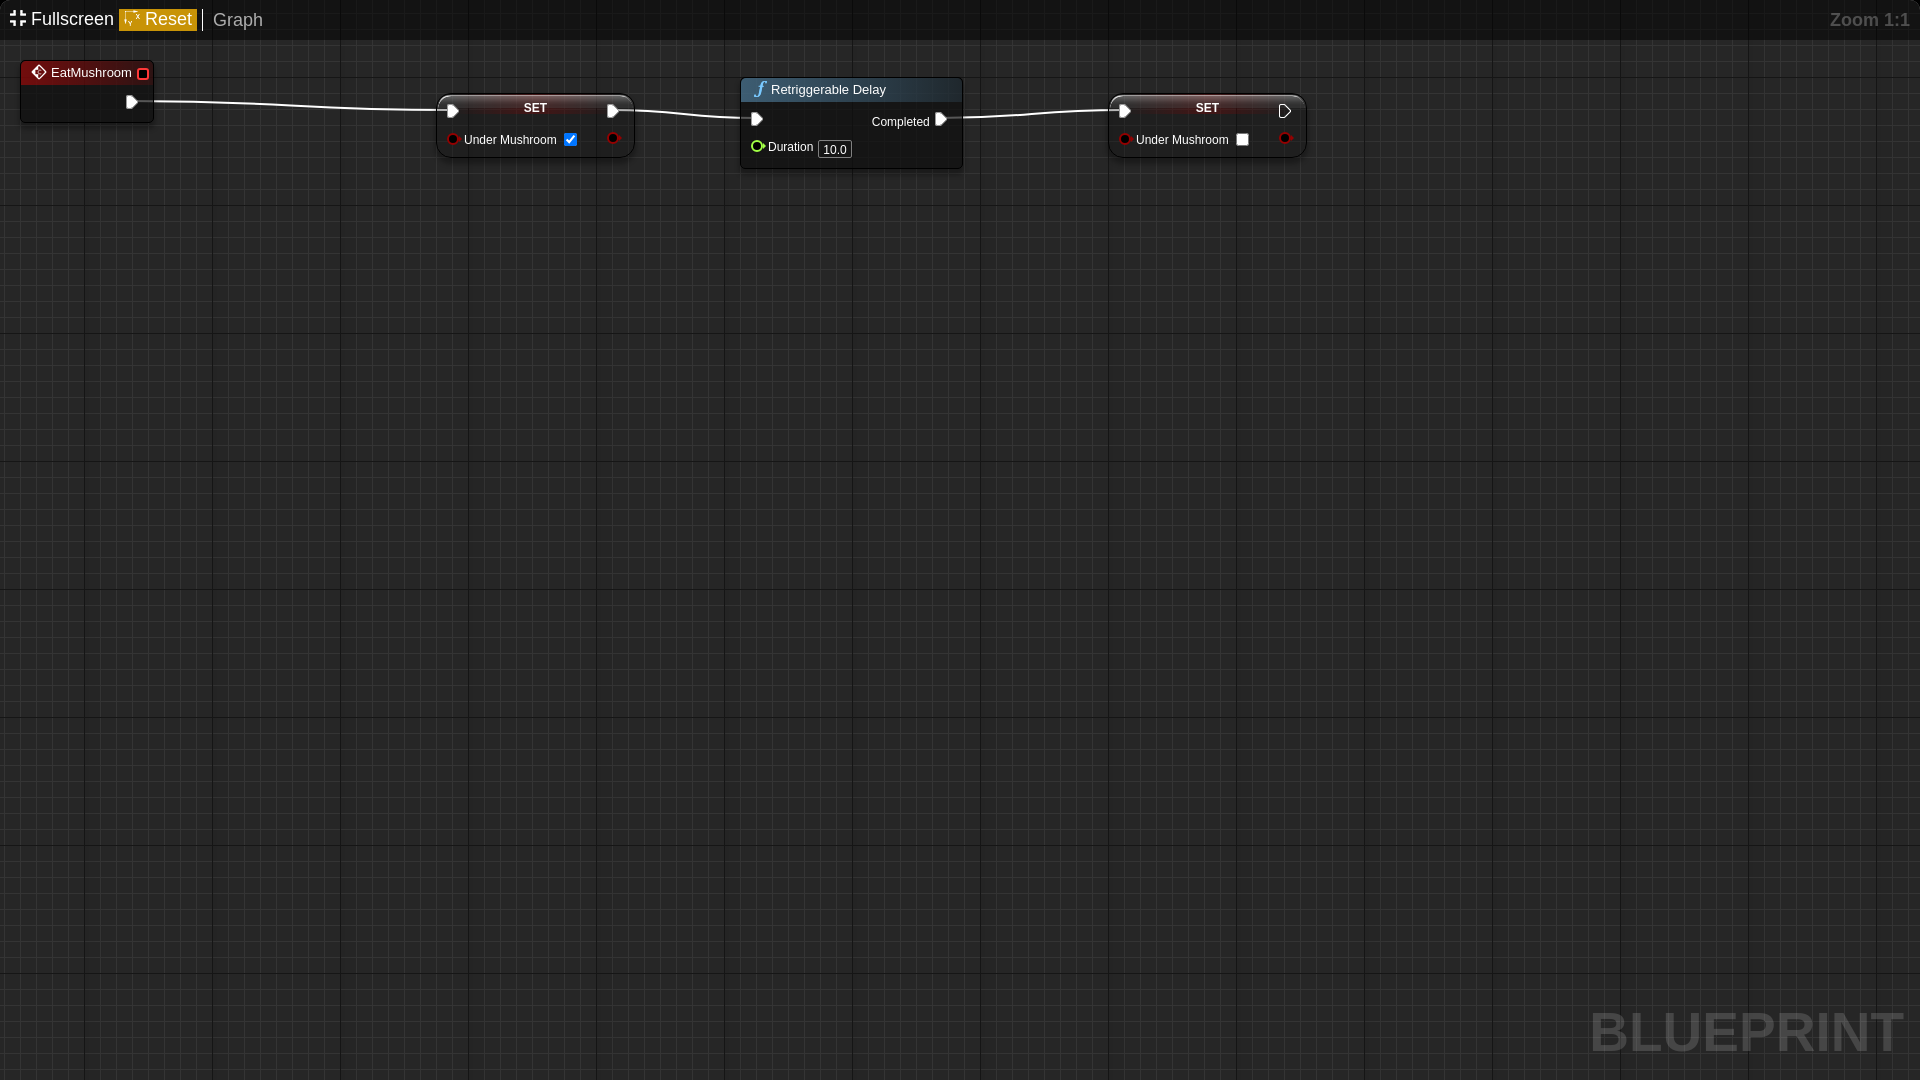 Fullscreen Reset Graph Zoom 1:1
EatMushroom
SET
Under Mushroom
Retriggerable Delay
Completed
Duration 10.0
SET
Under Mushroom
BLUEPRINT